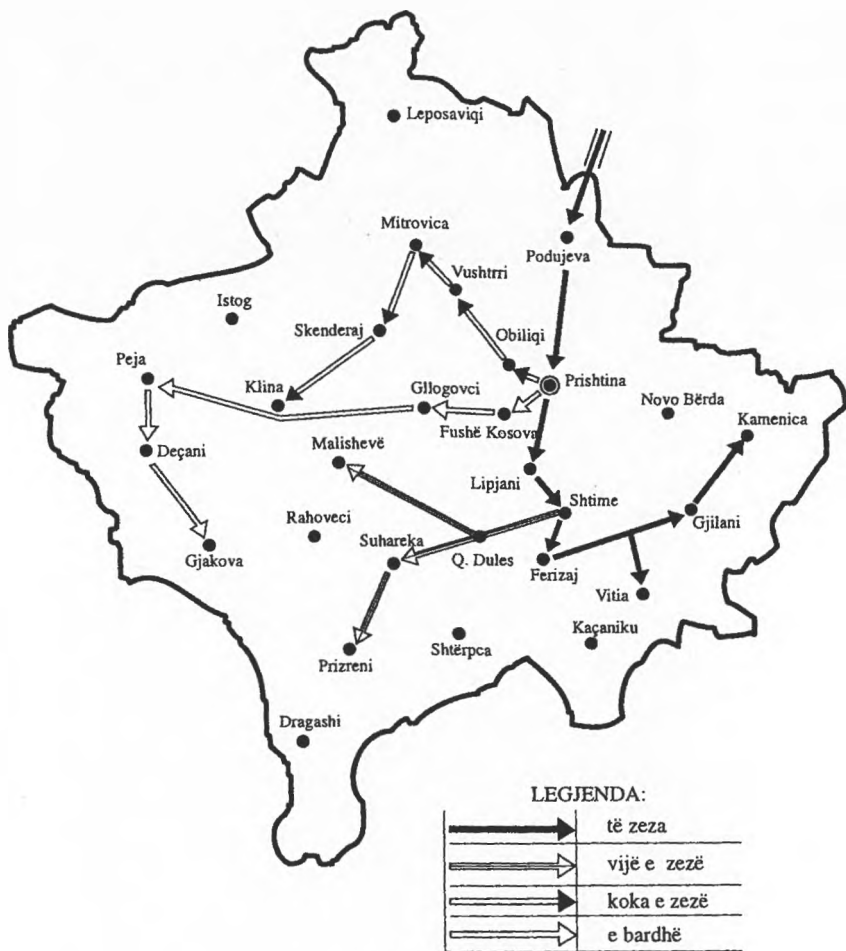 Leposaviqi
Mitrovica
Podujeva
Vushtrri
Istog
Skenderaj
Obiliqi
Peja
Klina
Gllogovci
Prishtina
Novo Bërda
Fushë Kosova
Kamenica
Deçani
Malishevë
Lipjani
Shtime
Rahoveci
Suhareka
Gjilani
Gjakova
Q. Dules
Ferizaj
Vitia
Kaçaniku
Shtërpca
Prizreni
Dragashi
LEGJENDA:
të zeza
vijë e zezë
koka e zezë
e bardhë